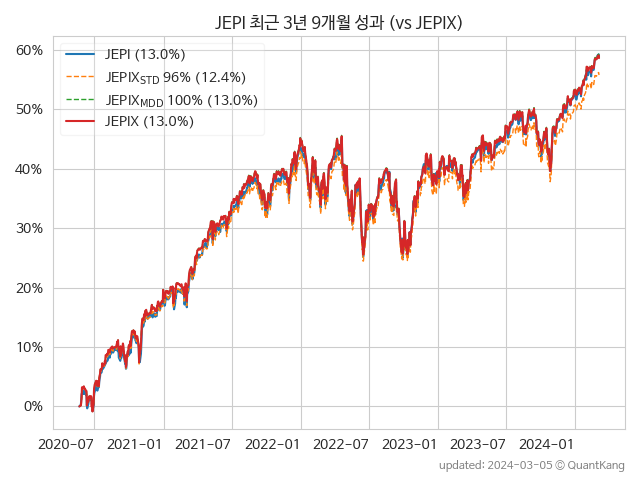 JEPI 최근 3년 9개월 성과 (vs JEPIX)
60%
50%
40%
30%
20%
10%
0%
JEPI (13.0%)
JEPIX_STD 96% (12.4%)
JEPIX_MDD 100% (13.0%)
JEPIX (13.0%)
2020-07 2021-01 2021-07 2022-01 2022-07 2023-01 2023-07 2024-01
updated: 2024-03-05 © QuantKang